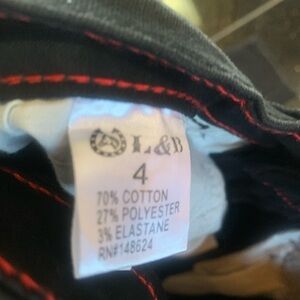 L&B
4
70% COTTON
27% POLYESTER
3% ELASTANE
RN#148624